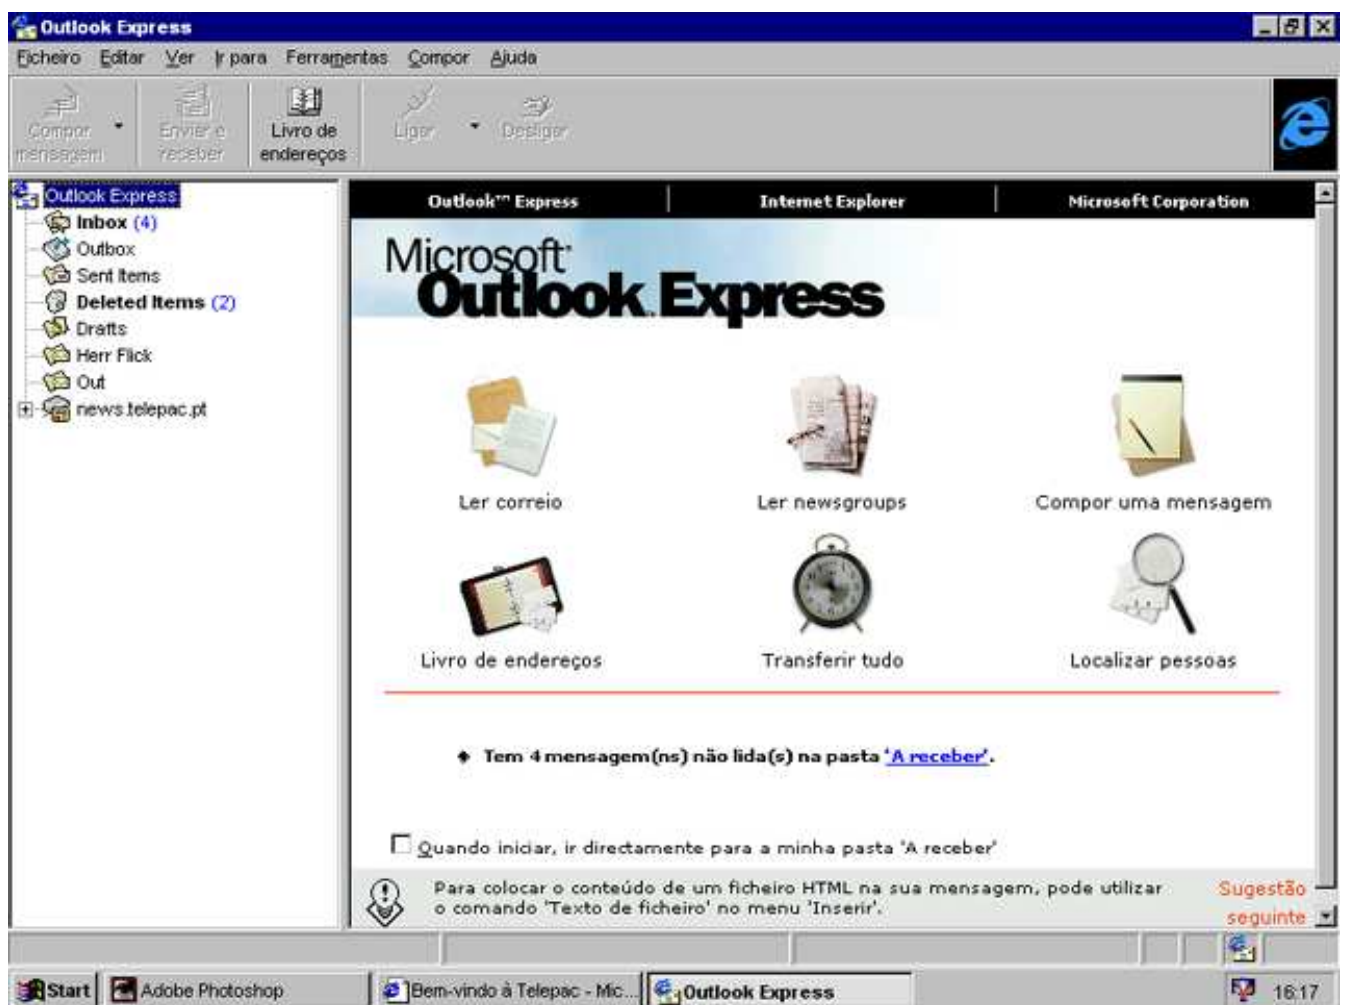 Outlook Express
Ficheiro Editar Ver Ir para Ferramentas Compor Ajuda
Compor mensagem
Enviar e receber
Livro de endereços
Ligar
Desligar
Outlook Express
Inbox (4)
Outbox
Sent Items
Deleted Items (2)
Drafts
Herr Flick
Out
news.telepac.pt
Outlook™ Express Internet Explorer Microsoft Corporation
Microsoft
Outlook Express
Ler correio Ler newsgroups Compor uma mensagem
Livro de endereços Transferir tudo Localizar pessoas
Tem 4 mensagem(ns) não lida(s) na pasta 'A receber'.
Quando iniciar, ir directamente para a minha pasta 'A receber'
Para colocar o conteúdo de um ficheiro HTML na sua mensagem, pode utilizar
o comando 'Texto de ficheiro' no menu 'Inserir'.
Sugestão
seguinte
Start Adobe Photoshop Bem-vindo à Telepac - Mic... Outlook Express 16:17